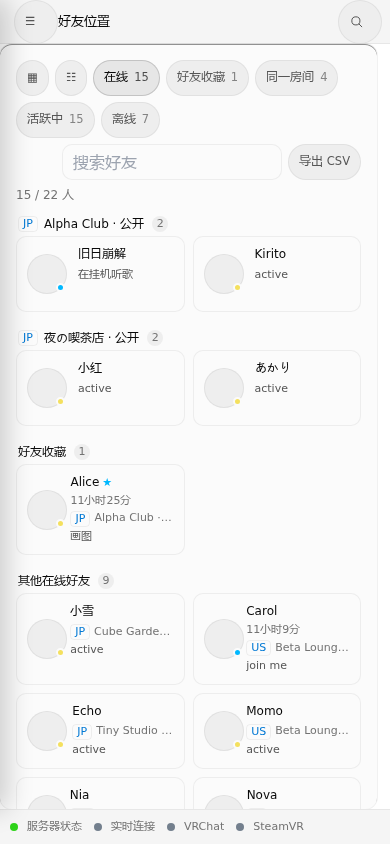 好友位置
在线 15 好友收藏 1 同一房间 4
活跃中 15 离线 7
搜索好友 导出 CSV
15 / 22 人
JP Alpha Club · 公开 2
旧日崩解
在挂机听歌
Kirito
active
JP 夜の喫茶店 · 公开 2
小红
active
あかり
active
好友收藏 1
Alice ★
11小时25分
JP Alpha Club ·...
画图
其他在线好友 9
小雪
JP Cube Garde...
active
Carol
11小时9分
US Beta Loung...
join me
Echo
JP Tiny Studio ...
active
Momo
US Beta Loung...
active
Nia
Nova
服务器状态 实时连接 VRChat SteamVR